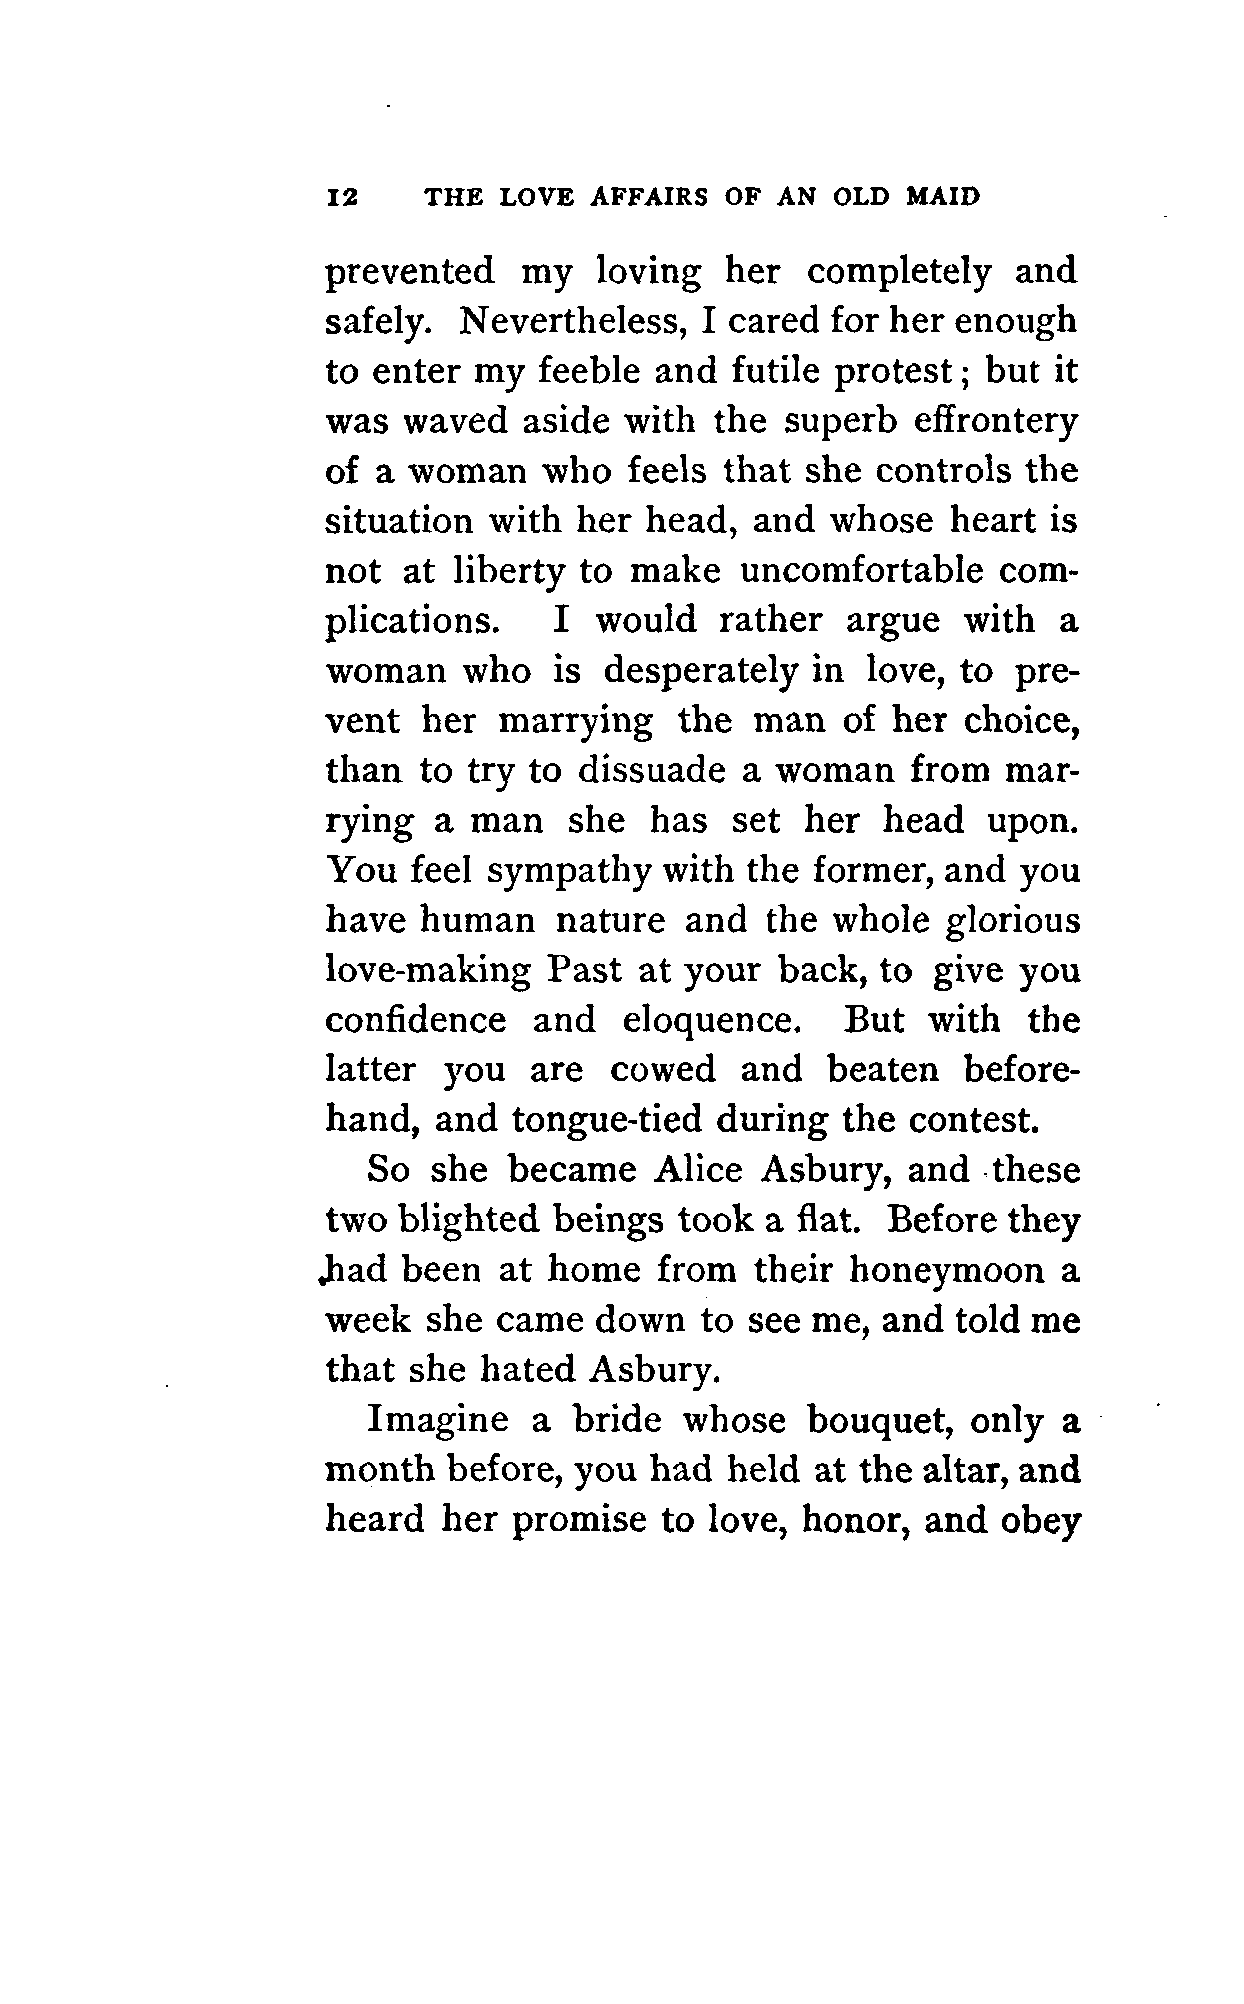 12 THE LOVE AFFAIRS OF AN OLD MAID
prevented my loving her completely and
safely. Nevertheless, I cared for her enough
to enter my feeble and futile protest; but it
was waved aside with the superb effrontery
of a woman who feels that she controls the
situation with her head, and whose heart is
not at liberty to make uncomfortable com-
plications. I would rather argue with a
woman who is desperately in love, to pre-
vent her marrying the man of her choice,
than to try to dissuade a woman from mar-
rying a man she has set her head upon.
You feel sympathy with the former, and you
have human nature and the whole glorious
love-making Past at your back, to give you
confidence and eloquence. But with the
latter you are cowed and beaten before-
hand, and tongue-tied during the contest.
So she became Alice Asbury, and these
two blighted beings took a flat. Before they
had been at home from their honeymoon a
week she came down to see me, and told me
that she hated Asbury.
Imagine a bride whose bouquet, only a
month before, you had held at the altar, and
heard her promise to love, honor, and obey